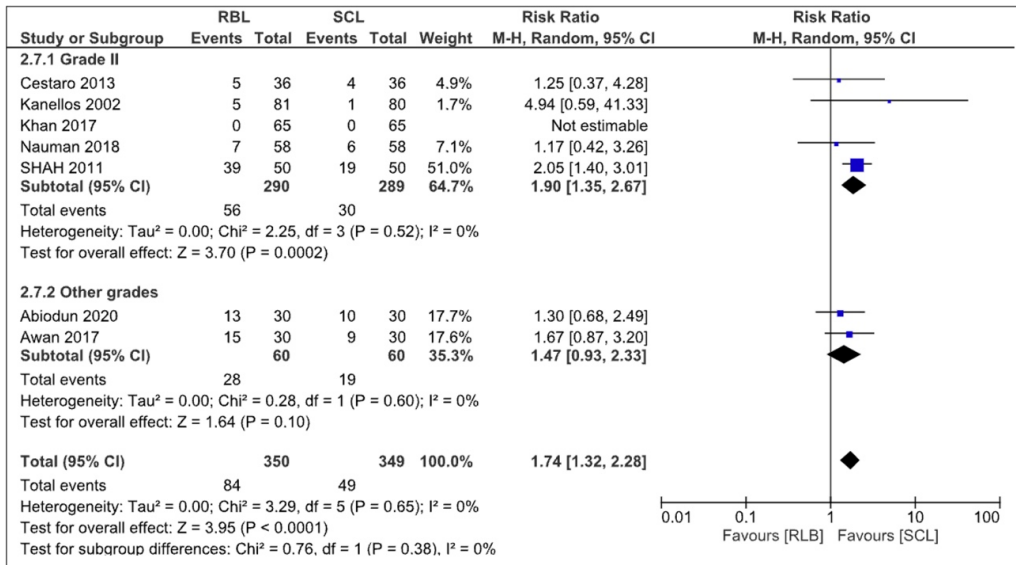 RBL SCL Risk Ratio Risk Ratio
Study or Subgroup Events Total Events Total Weight M-H, Random, 95% CI M-H, Random, 95% CI
2.7.1 Grade II
Cestaro 2013 5 36 4 36 4.9% 1.25 [0.37, 4.28]
Kanellos 2002 5 81 1 80 1.7% 4.94 [0.59, 41.33]
Khan 2017 0 65 0 65 Not estimable
Nauman 2018 7 58 6 58 7.1% 1.17 [0.42, 3.26]
SHAH 2011 39 50 19 50 51.0% 2.05 [1.40, 3.01]
Subtotal (95% CI) 290 289 64.7% 1.90 [1.35, 2.67]
Total events 56 30
Heterogeneity: Tau² = 0.00; Chi² = 2.25, df = 3 (P = 0.52); I² = 0%
Test for overall effect: Z = 3.70 (P = 0.0002)
2.7.2 Other grades
Abiodun 2020 13 30 10 30 17.7% 1.30 [0.68, 2.49]
Awan 2017 15 30 9 30 17.6% 1.67 [0.87, 3.20]
Subtotal (95% CI) 60 60 35.3% 1.47 [0.93, 2.33]
Total events 28 19
Heterogeneity: Tau² = 0.00; Chi² = 0.28, df = 1 (P = 0.60); I² = 0%
Test for overall effect: Z = 1.64 (P = 0.10)
Total (95% CI) 350 349 100.0% 1.74 [1.32, 2.28]
Total events 84 49
Heterogeneity: Tau² = 0.00; Chi² = 3.29, df = 5 (P = 0.65); I² = 0%
Test for overall effect: Z = 3.95 (P < 0.0001)
Test for subgroup differences: Chi² = 0.76, df = 1 (P = 0.38), I² = 0%
0.01 0.1 1 10 100
Favours [RLB] Favours [SCL]